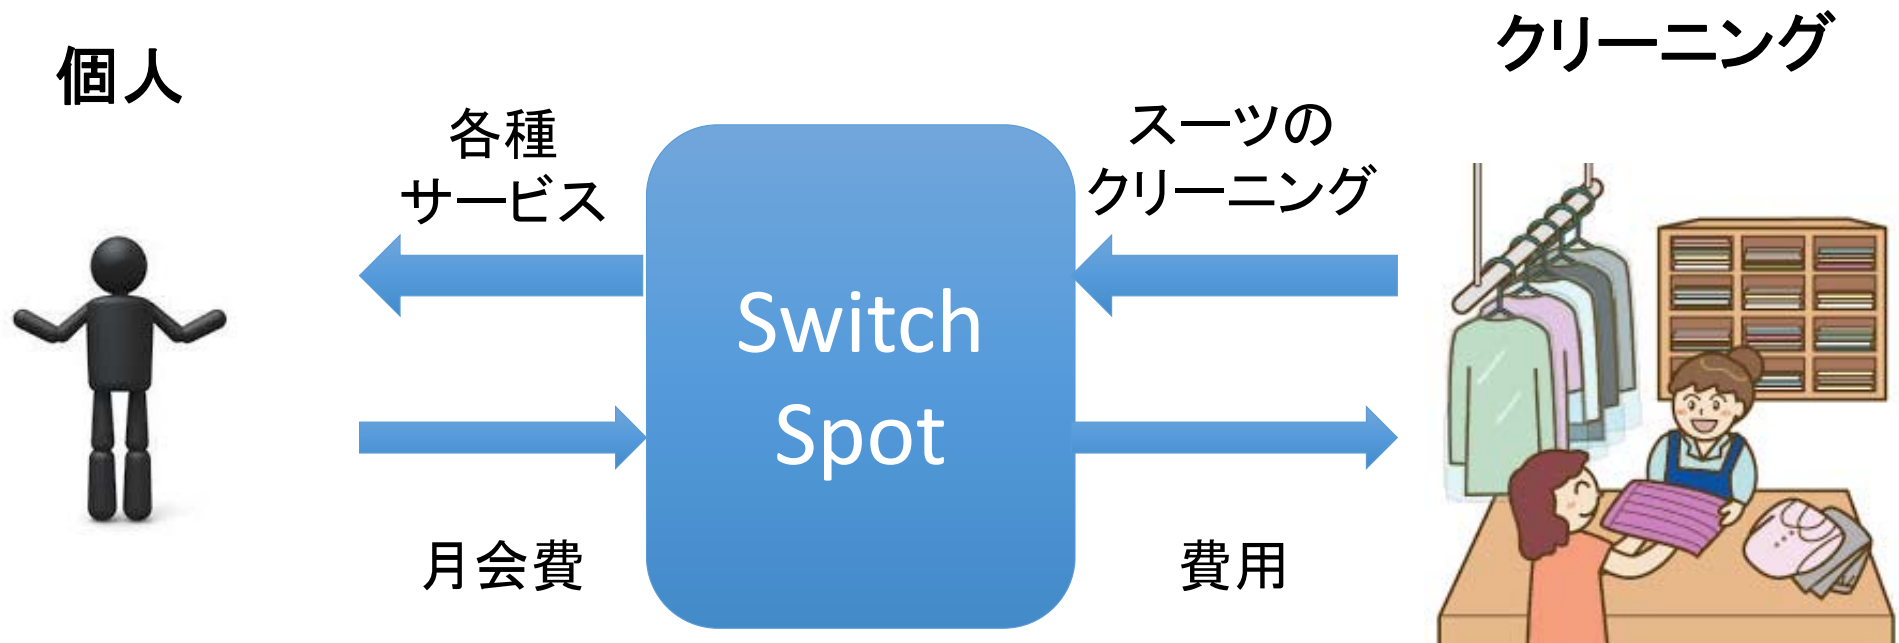 個人
クリーニング
各種
サービス
スーツの
クリーニング
Switch
Spot
月会費
費用